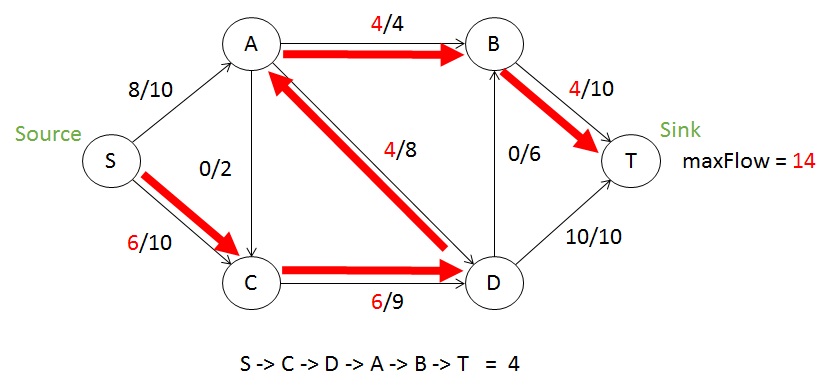 4/4
A
B
8/10
4/10
Source
Sink
S
0/2
4/8
0/6
T
maxFlow = 14
6/10
10/10
C
D
6/9
S -> C -> D -> A -> B -> T = 4